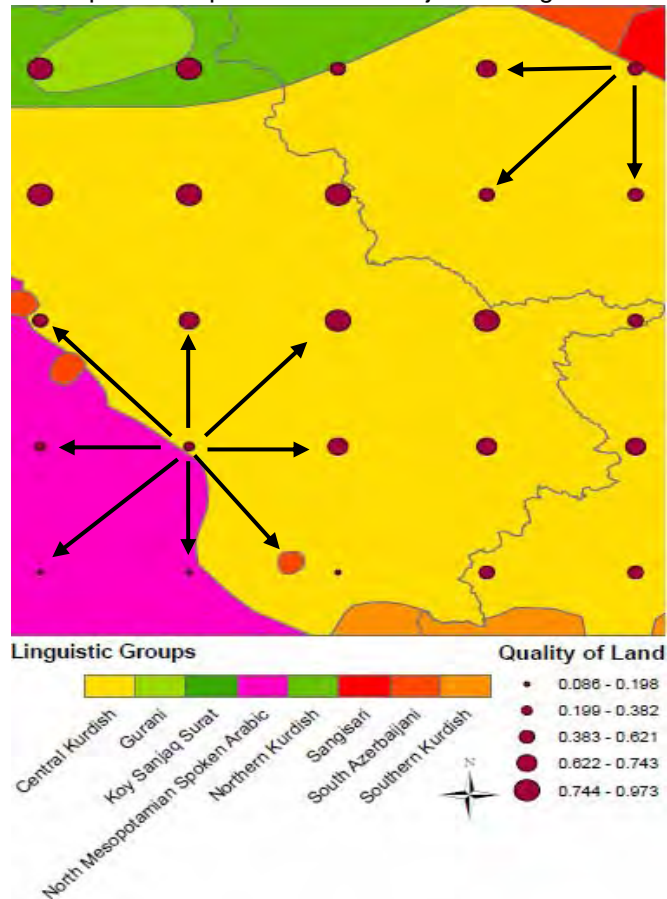 Linguistic Groups
Central Kurdish
Gurani
Koy Sanjaq Surat
North Mesopotamian Spoken Arabic
Northern Kurdish
Sangisari
South Azerbaijani
Southern Kurdish
Quality of Land
0.086 - 0.198
0.199 - 0.382
0.383 - 0.621
0.622 - 0.743
0.744 - 0.973
N